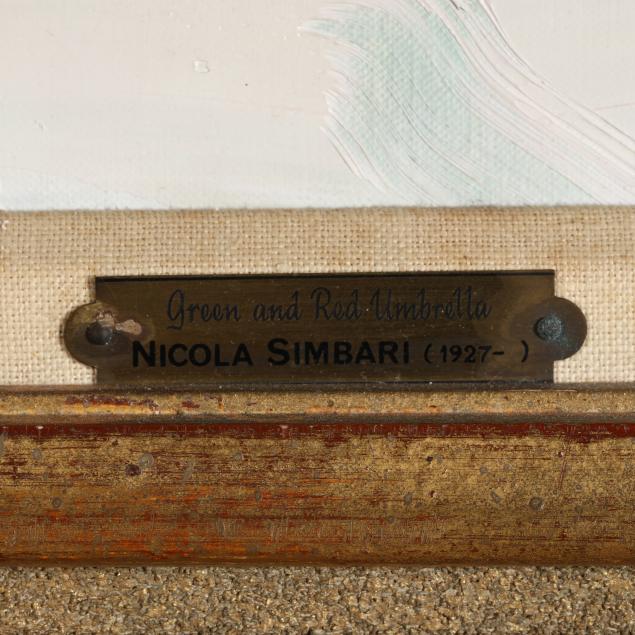 Green and Red Umbrella
NICOLA SIMBARI (1927- )